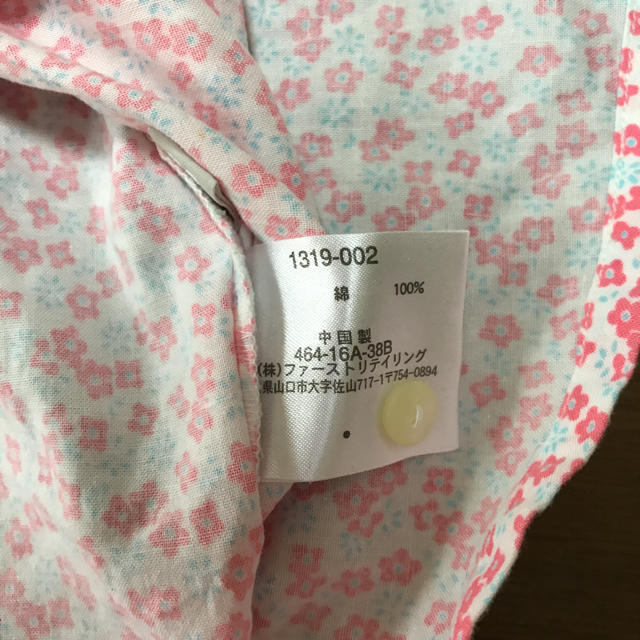 1319-002
綿 100%
中国製
464-16A-38B
(株)ファーストリテイリング
県山口市大字佐山717-1〒754-0894